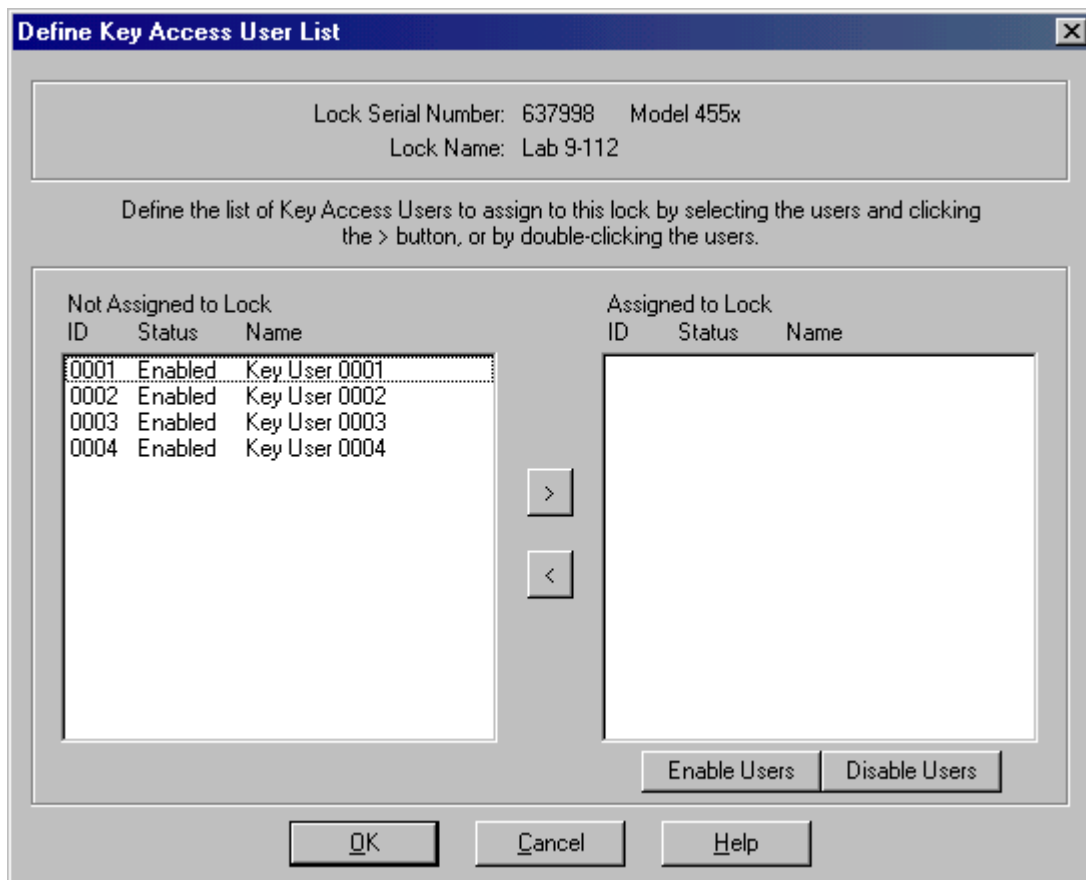 Define Key Access User List
Lock Serial Number: 637998 Model 455x
Lock Name: Lab 9-112
Define the list of Key Access Users to assign to this lock by selecting the users and clicking
the > button, or by double-clicking the users.
Not Assigned to Lock
ID Status Name
0001 Enabled Key User 0001
0002 Enabled Key User 0002
0003 Enabled Key User 0003
0004 Enabled Key User 0004
>
<
Assigned to Lock
ID Status Name
Enable Users Disable Users
OK Cancel Help